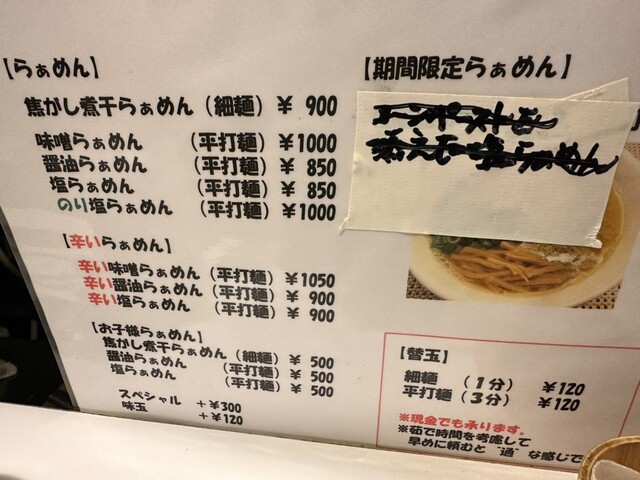 【らぁめん】
焦がし煮干らぁめん（細麺）￥ 900
味噌らぁめん （平打麺）￥1000
醤油らぁめん （平打麺）￥ 850
塩らぁめん （平打麺）￥ 850
のり塩らぁめん （平打麺）￥1000
【辛いらぁめん】
辛い味噌らぁめん（平打麺）￥1050
辛い醤油らぁめん（平打麺）￥ 900
辛い塩らぁめん （平打麺）￥ 900
【お子様らぁめん】
焦がし煮干らぁめん （細麺）￥ 500
醤油らぁめん （平打麺）￥ 500
塩らぁめん （平打麺）￥ 500
スペシャル ＋￥300
味玉 ＋￥120
【期間限定らぁめん】
【替玉】
細麺 （1分） ￥120
平打麺（3分） ￥120
※現金でも承ります。
※茹で時間を考慮して
早めに頼むと“通”な感じで